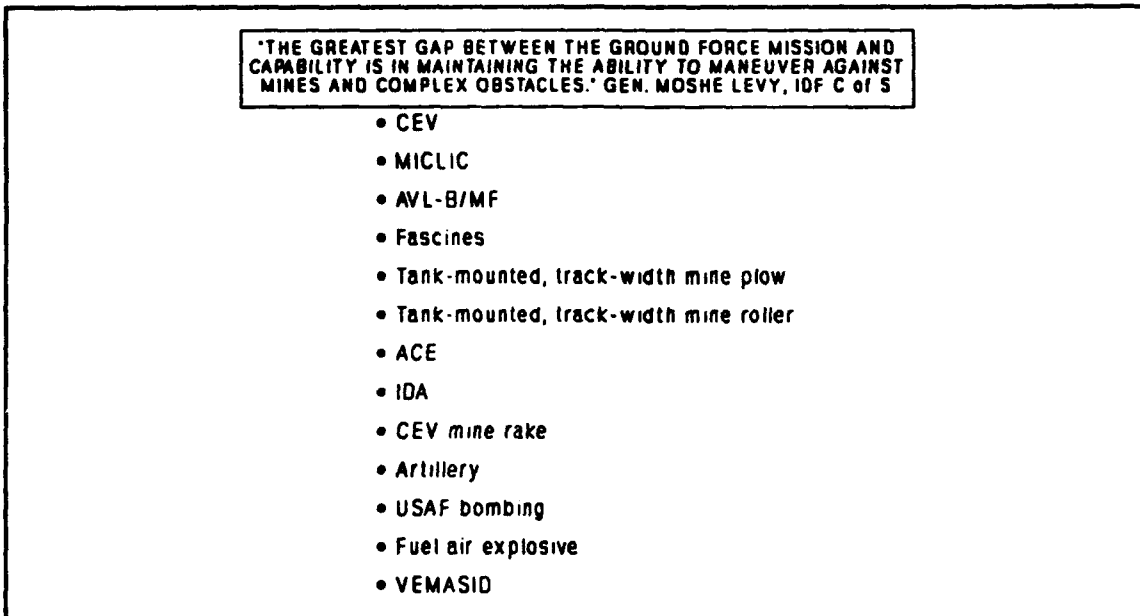 "THE GREATEST GAP BETWEEN THE GROUND FORCE MISSION AND
CAPABILITY IS IN MAINTAINING THE ABILITY TO MANEUVER AGAINST
MINES AND COMPLEX OBSTACLES." GEN. MOSHE LEVY, IDF C of S
• CEV
• MICLIC
• AVL-B/MF
• Fascines
• Tank-mounted, track-width mine plow
• Tank-mounted, track-width mine roller
• ACE
• IDA
• CEV mine rake
• Artillery
• USAF bombing
• Fuel air explosive
• VEMASID